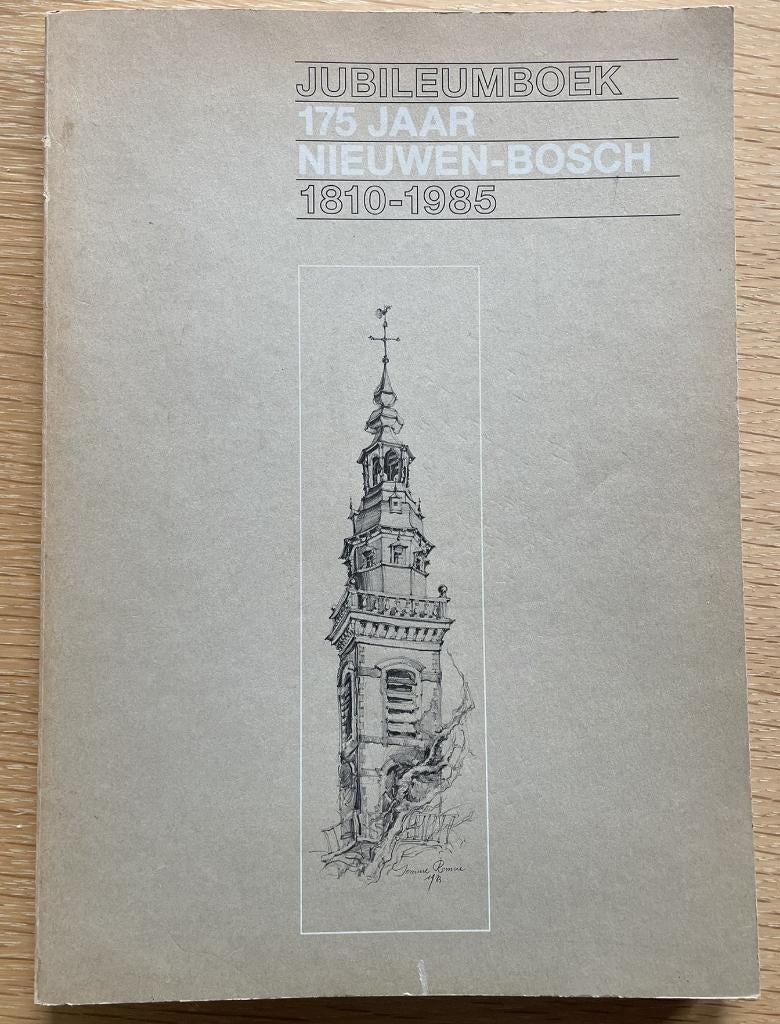 JUBILEUMBOEK
175 JAAR
NIEUWEN-BOSCH
1810-1985